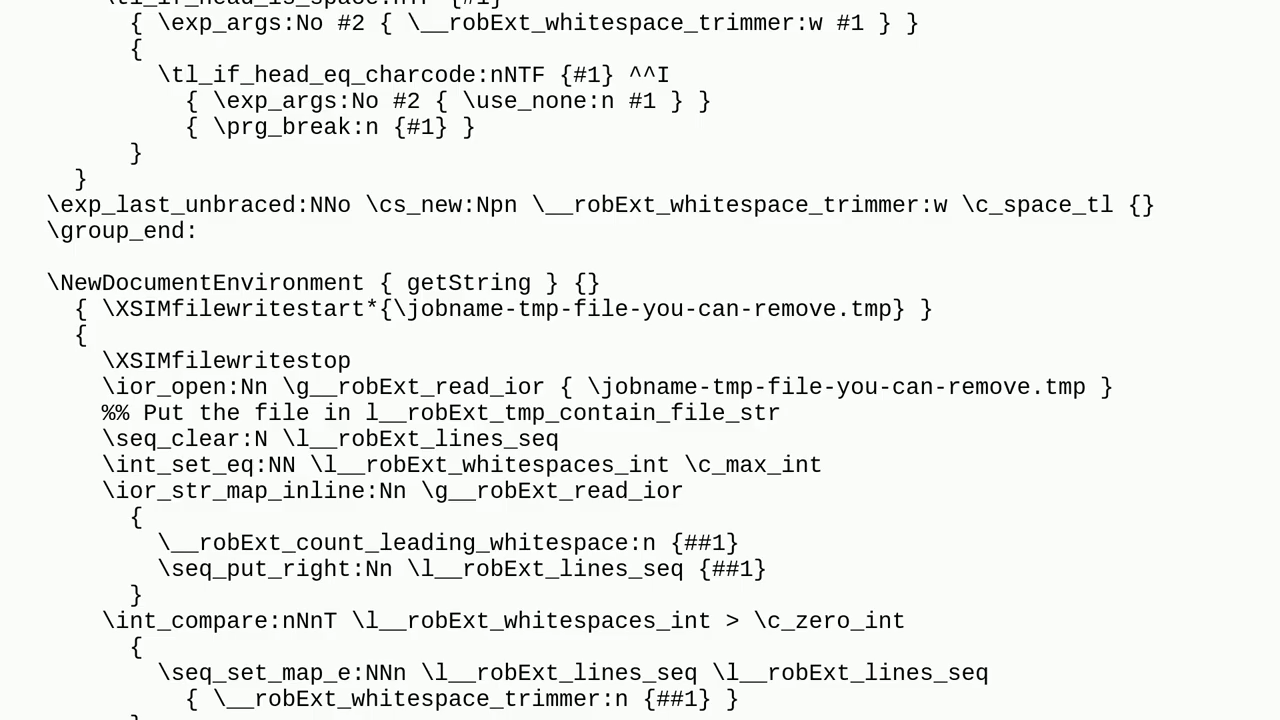 \tl_if_head_is_space:nTF {#1}
{ \exp_args:No #2 { \__robExt_whitespace_trimmer:w #1 } }
{
\tl_if_head_eq_charcode:nNTF {#1} ^^I
{ \exp_args:No #2 { \use_none:n #1 } }
{ \prg_break:n {#1} }
}
}
\exp_last_unbraced:NNo \cs_new:Npn \__robExt_whitespace_trimmer:w \c_space_tl {}
\group_end:

\NewDocumentEnvironment { getString } {}
{ \XSIMfilewritestart*{\jobname-tmp-file-you-can-remove.tmp} }
{
\XSIMfilewritestop
\ior_open:Nn \g__robExt_read_ior { \jobname-tmp-file-you-can-remove.tmp }
%% Put the file in l__robExt_tmp_contain_file_str
\seq_clear:N \l__robExt_lines_seq
\int_set_eq:NN \l__robExt_whitespaces_int \c_max_int
\ior_str_map_inline:Nn \g__robExt_read_ior
{
\__robExt_count_leading_whitespace:n {##1}
\seq_put_right:Nn \l__robExt_lines_seq {##1}
}
\int_compare:nNnT \l__robExt_whitespaces_int > \c_zero_int
{
\seq_set_map_e:NNn \l__robExt_lines_seq \l__robExt_lines_seq
{ \__robExt_whitespace_trimmer:n {##1} }
}